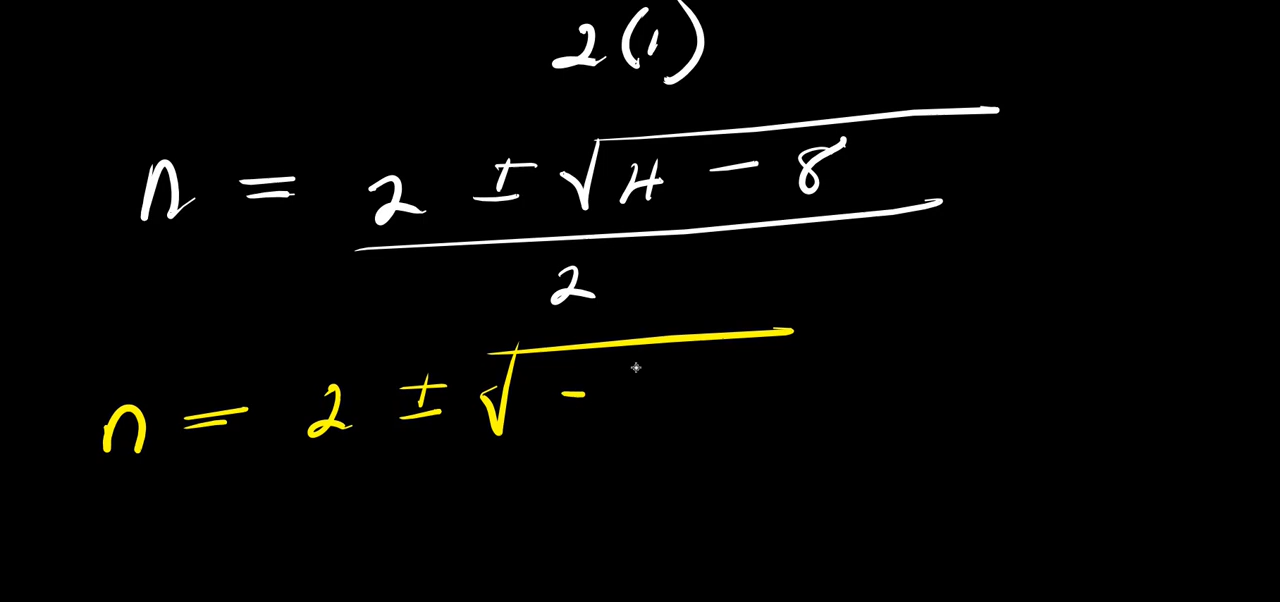 2(1)
n = 2 ± √4 - 8
2
n = 2 ± √ -